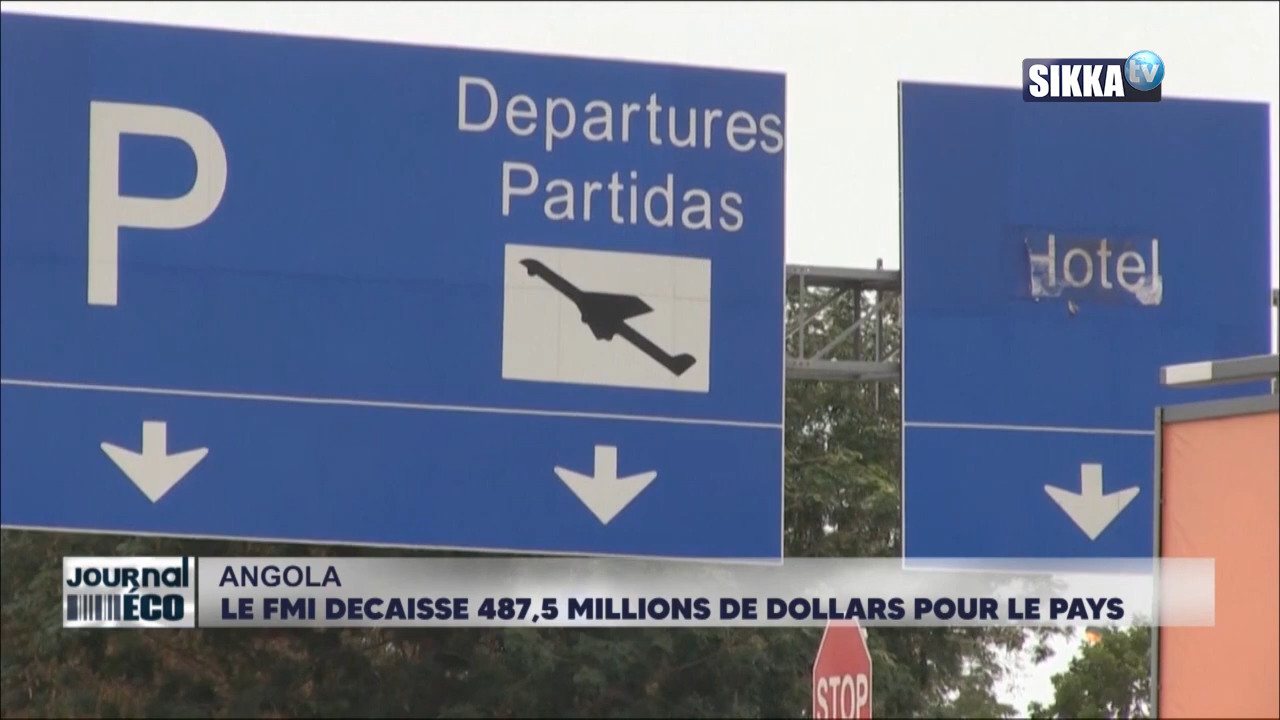 SIKKA tv
P
Departures
Partidas
Hotel
JOURNAL
ÉCO
ANGOLA
LE FMI DECAISSE 487,5 MILLIONS DE DOLLARS POUR LE PAYS
STOP